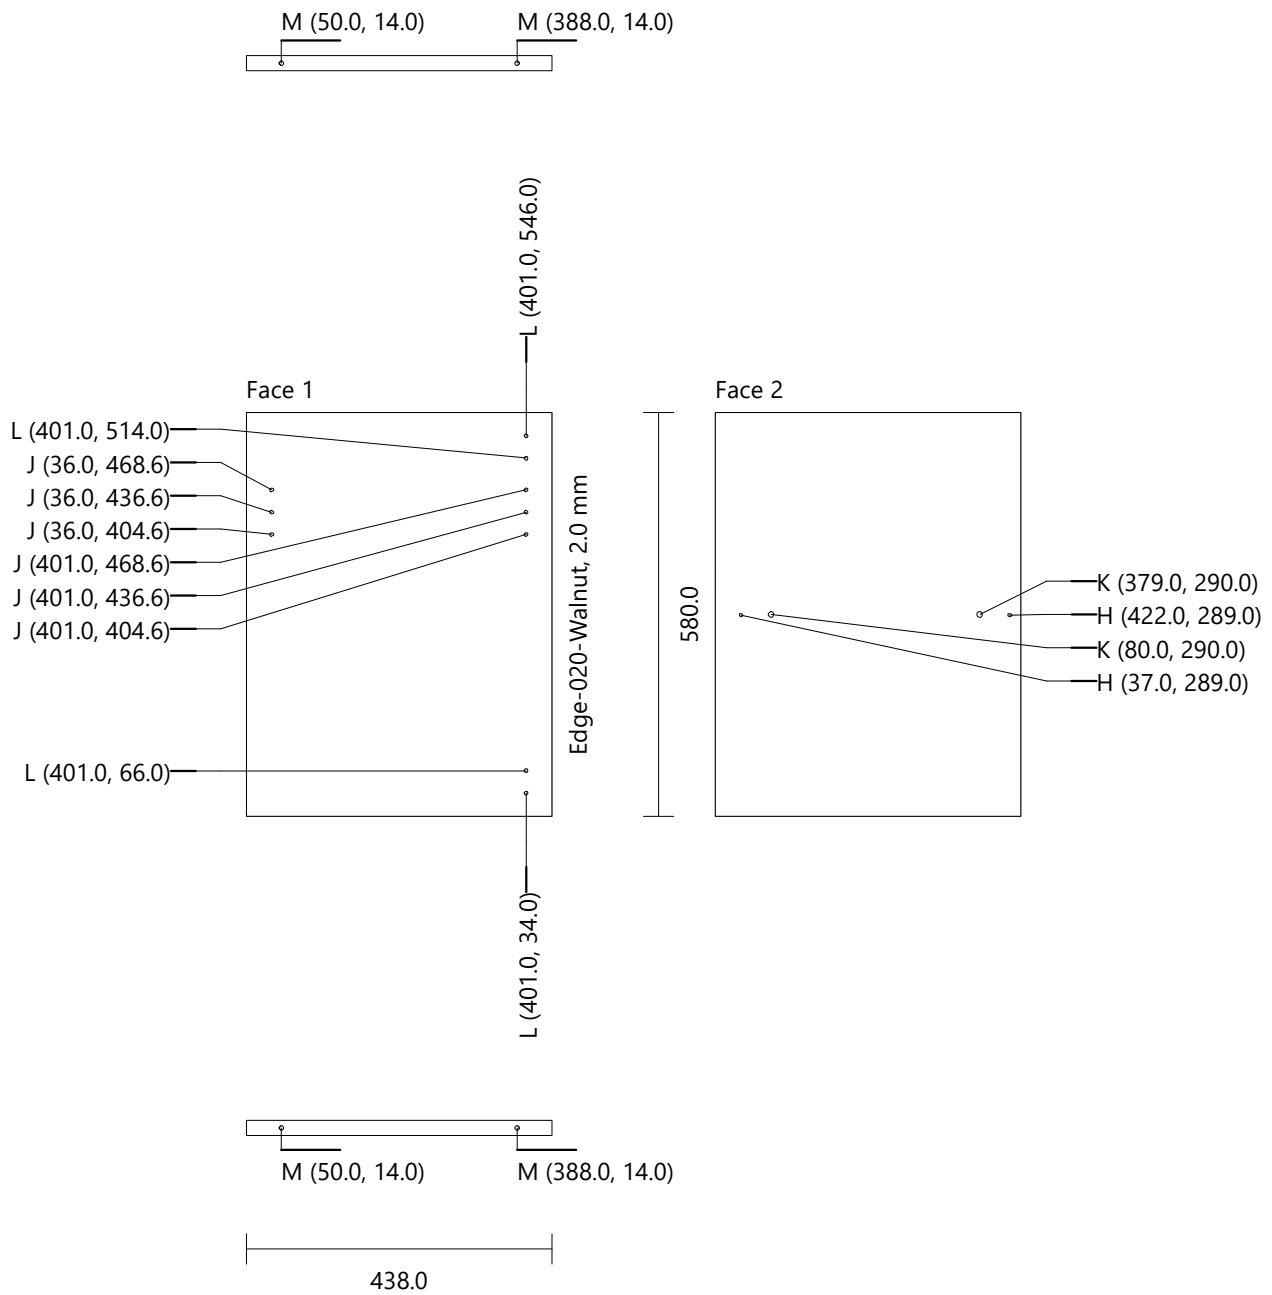 M (50.0, 14.0)
M (388.0, 14.0)
L (401.0, 546.0)
Face 1
Face 2
L (401.0, 514.0)
J (36.0, 468.6)
J (36.0, 436.6)
J (36.0, 404.6)
J (401.0, 468.6)
J (401.0, 436.6)
J (401.0, 404.6)
L (401.0, 66.0)
Edge-020-Walnut, 2.0 mm
580.0
K (379.0, 290.0)
H (422.0, 289.0)
K (80.0, 290.0)
H (37.0, 289.0)
L (401.0, 34.0)
M (50.0, 14.0)
M (388.0, 14.0)
438.0